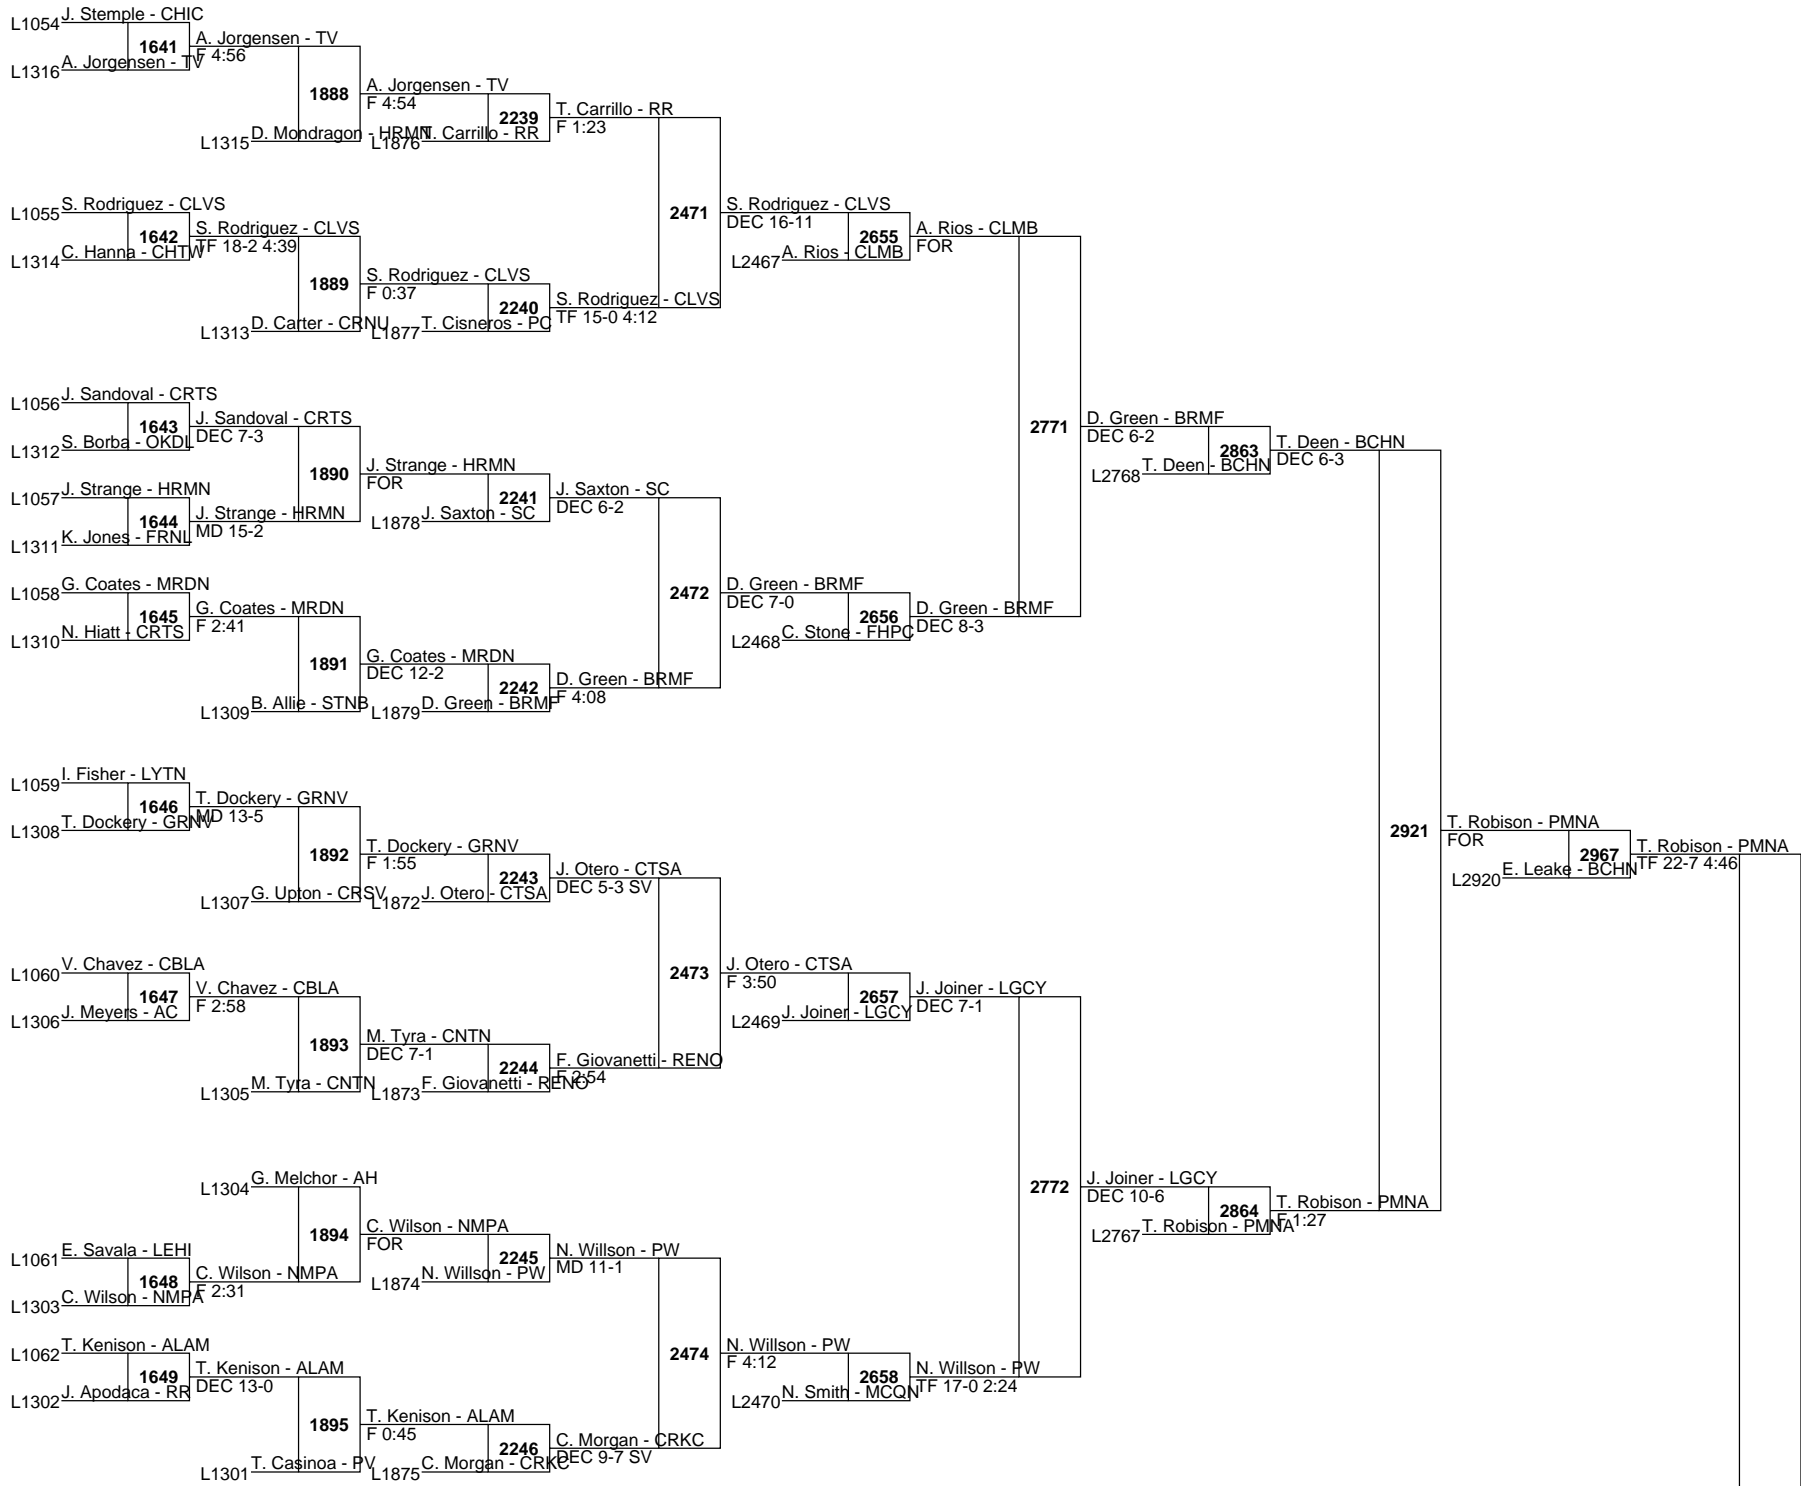 L1054 J. Stemple - CHIC
1641
A. Jorgensen - TV
F 4:56
L1316 A. Jorgensen - TV
1888
A. Jorgensen - TV
F 4:54
L1315 D. Mondragon - HRMN
2239
T. Carrillo - RR
F 1:23
L1876 T. Carrillo - RR
L1055 S. Rodriguez - CLVS
1642
S. Rodriguez - CLVS
TF 18-2 4:39
L1314 C. Hanna - CHTW
1889
S. Rodriguez - CLVS
F 0:37
L1313 D. Carter - CRNU
2240
S. Rodriguez - CLVS
TF 15-0 4:12
L1877 T. Cisneros - PC
2471
S. Rodriguez - CLVS
DEC 16-11
2655
A. Rios - CLMB
FOR
L2467 A. Rios - CLMB
L1056 J. Sandoval - CRTS
1643
J. Sandoval - CRTS
DEC 7-3
L1312 S. Borba - OKDL
1890
J. Strange - HRMN
FOR
L1057 J. Strange - HRMN
1644
J. Strange - HRMN
MD 15-2
L1311 K. Jones - FRNL
2241
J. Saxton - SC
DEC 6-2
L1878 J. Saxton - SC
L1058 G. Coates - MRDN
1645
G. Coates - MRDN
F 2:41
L1310 N. Hiatt - CRTS
1891
G. Coates - MRDN
DEC 12-2
L1309 B. Allie - STNB
2242
D. Green - BRMF
F 4:08
L1879 D. Green - BRMF
2472
D. Green - BRMF
DEC 7-0
2656
D. Green - BRMF
DEC 8-3
L2468 C. Stone - FHPC
2771
D. Green - BRMF
DEC 6-2
2863
T. Deen - BCHN
DEC 6-3
L2768 T. Deen - BCHN
L1059 I. Fisher - LYTN
1646
T. Dockery - GRNV
MD 13-5
L1308 T. Dockery - GRNV
1892
T. Dockery - GRNV
F 1:55
L1307 G. Upton - CRSV
2243
J. Otero - CTSA
DEC 5-3 SV
L1872 J. Otero - CTSA
L1060 V. Chavez - CBLA
1647
V. Chavez - CBLA
F 2:58
L1306 J. Meyers - AC
1893
M. Tyra - CNTN
DEC 7-1
L1305 M. Tyra - CNTN
2244
F. Giovanetti - RENO
F 2:54
L1873 F. Giovanetti - RENO
2473
J. Otero - CTSA
F 3:50
2657
J. Joiner - LGCY
DEC 7-1
L2469 J. Joiner - LGCY
L1304 G. Melchor - AH
1894
C. Wilson - NMPA
FOR
L1061 E. Savala - LEHI
1648
C. Wilson - NMPA
F 2:31
L1303 C. Wilson - NMPA
2245
N. Willson - PW
MD 11-1
L1874 N. Willson - PW
L1062 T. Kenison - ALAM
1649
T. Kenison - ALAM
DEC 13-0
L1302 J. Apodaca - RR
1895
T. Kenison - ALAM
F 0:45
L1301 T. Casinoa - PV
2246
C. Morgan - CRKC
DEC 9-7 SV
L1875 C. Morgan - CRKC
2474
N. Willson - PW
F 4:12
2658
N. Willson - PW
TF 17-0 2:24
L2470 N. Smith - MCQN
2772
J. Joiner - LGCY
DEC 10-6
2864
T. Robison - PMNA
F 1:27
L2767 T. Robison - PMNA
2921
T. Robison - PMNA
FOR
2967
T. Robison - PMNA
TF 22-7 4:46
L2920 E. Leake - BCHN